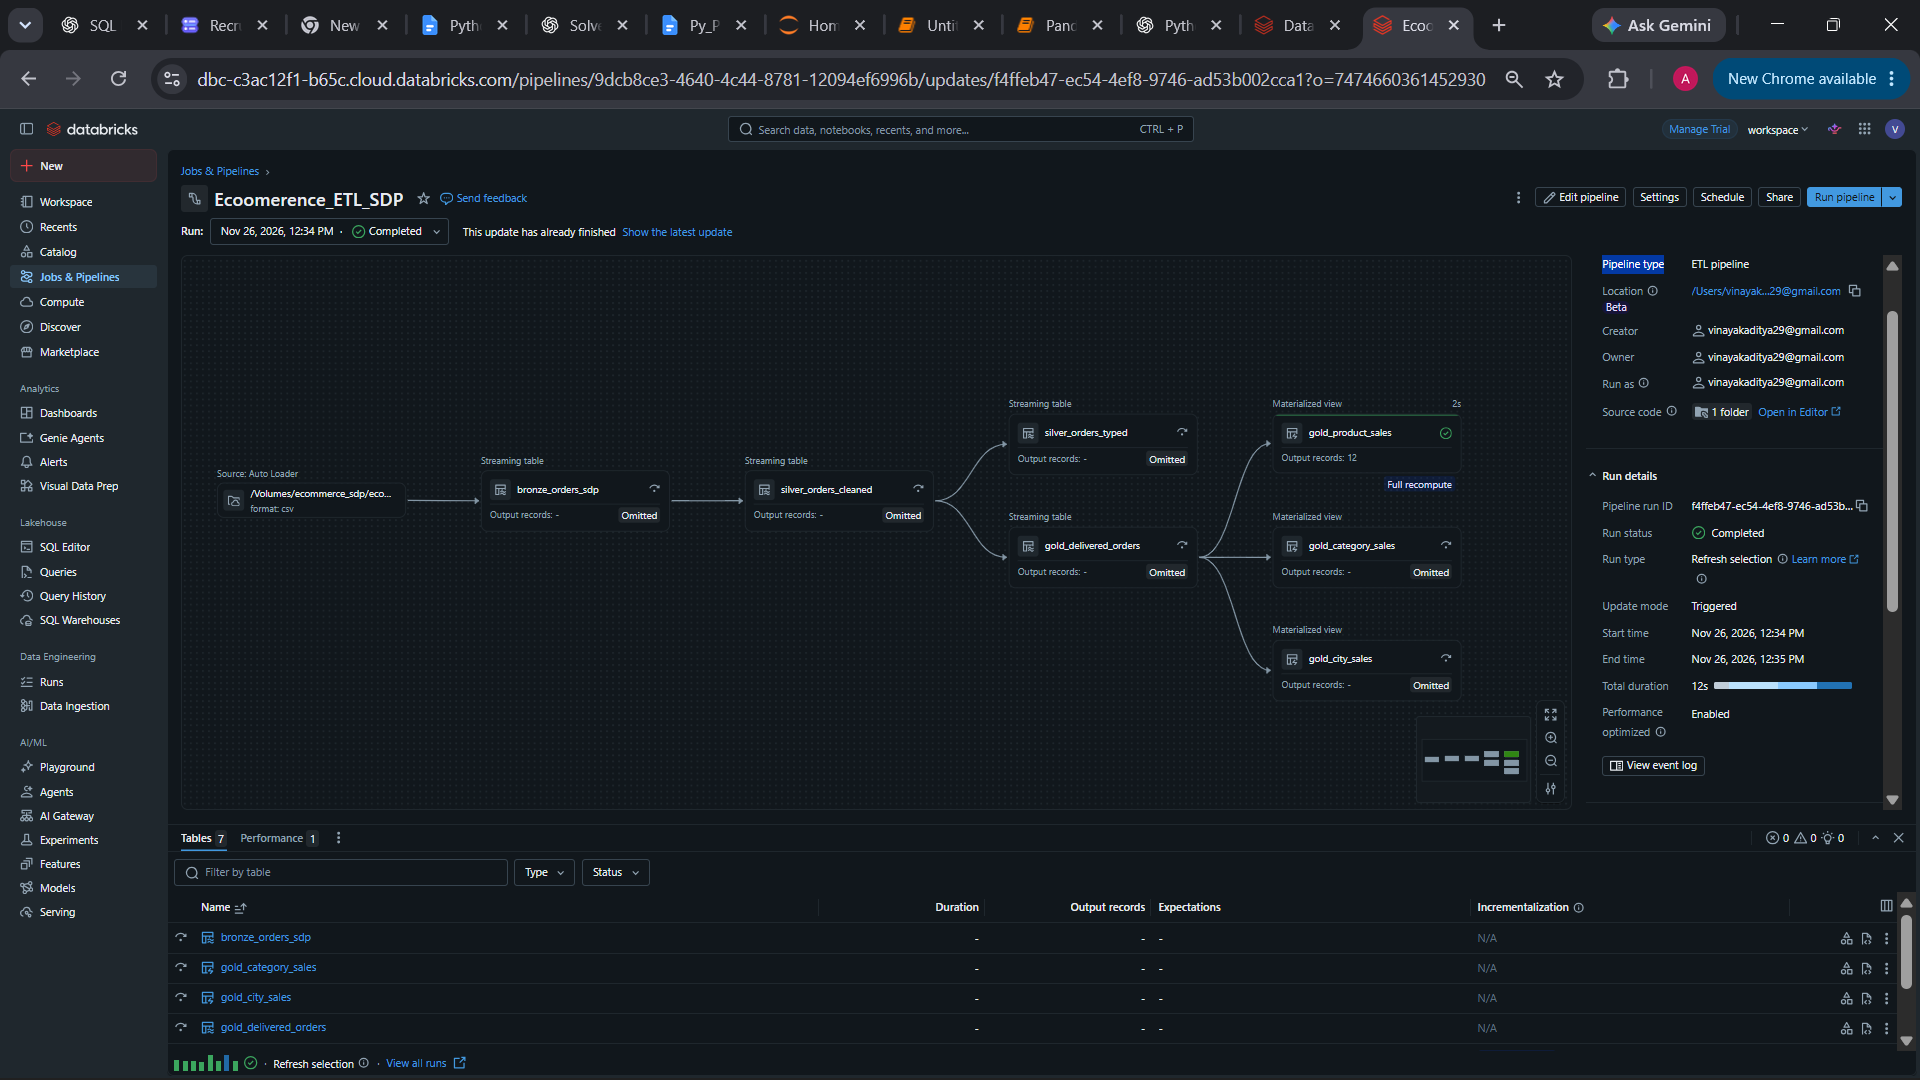 SQL
Recru
New
Pytho
Solve
Py_P
Hom
Untit
Pand
Pytho
Data
Ecoo
Ask Gemini
dbc-c3ac12f1-b65c.cloud.databricks.com/pipelines/9dcb8ce3-4640-4c44-8781-12094ef6996b/updates/f4ffeb47-ec54-4ef8-9746-ad53b002cca1?o=7474660361452930
A
New Chrome available
databricks
Search data, notebooks, recents, and more...
CTRL + P
Manage Trial
workspace
V
New
Workspace
Recents
Catalog
Jobs & Pipelines
Compute
Discover
Marketplace
Analytics
Dashboards
Genie Agents
Alerts
Visual Data Prep
Lakehouse
SQL Editor
Queries
Query History
SQL Warehouses
Data Engineering
Runs
Data Ingestion
AI/ML
Playground
Agents
AI Gateway
Experiments
Features
Models
Serving
Jobs & Pipelines ›
Ecoomerence_ETL_SDP
Send feedback
Edit pipeline
Settings
Schedule
Share
Run pipeline
Run: Nov 26, 2026, 12:34 PM · Completed
This update has already finished Show the latest update
Source: Auto Loader
/Volumes/ecommerce_sdp/eco...
format: csv
Streaming table
bronze_orders_sdp
Output records: - Omitted
Streaming table
silver_orders_cleaned
Output records: - Omitted
Streaming table
silver_orders_typed
Output records: - Omitted
Streaming table
gold_delivered_orders
Output records: - Omitted
Materialized view 2s
gold_product_sales
Output records: 12
Full recompute
Materialized view
gold_category_sales
Output records: - Omitted
Materialized view
gold_city_sales
Output records: - Omitted
Pipeline type ETL pipeline
Location /Users/vinayak...29@gmail.com
Beta
Creator vinayakaditya29@gmail.com
Owner vinayakaditya29@gmail.com
Run as vinayakaditya29@gmail.com
Source code 1 folder Open in Editor
Run details
Pipeline run ID f4ffeb47-ec54-4ef8-9746-ad53b...
Run status Completed
Run type Refresh selection Learn more
Update mode Triggered
Start time Nov 26, 2026, 12:34 PM
End time Nov 26, 2026, 12:35 PM
Total duration 12s
Performance
optimized
Enabled
View event log
Tables 7 Performance 1
0 0 0
Filter by table
Type
Status
Name Duration Output records Expectations Incrementalization
bronze_orders_sdp - - - N/A
gold_category_sales - - - N/A
gold_city_sales - - - N/A
gold_delivered_orders - - - N/A
· Refresh selection · View all runs